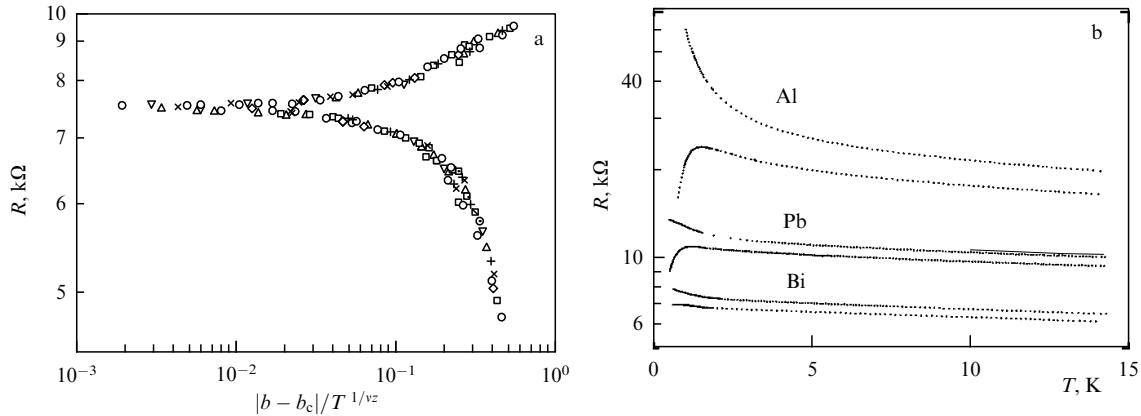 10
9
8
7
6
5
R, kΩ
a
10⁻³
10⁻²
10⁻¹
10⁰
|b − b_c|/T^{1/νz}
b
40
20
10
6
R, kΩ
Al
Pb
Bi
0
5
10
15
T, K